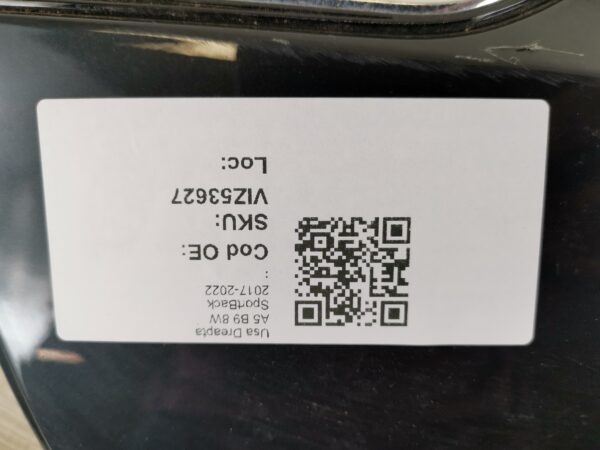 Usa Dreapta
A5 B9 8W
SportBack
2017-2022
:
Cod OE:
SKU:
VIZ53627
Loc: